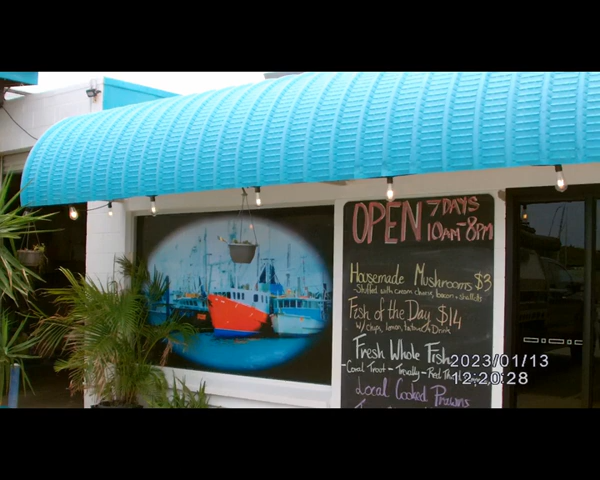 OPEN 7 DAYS
10AM-8PM
Housemade Mushrooms $3
-Stuffed with cream cheese, bacon + shallots
Fish of the Day $14
w/ chips, lemon, tartare & Drink
Fresh Whole Fish
-Coral Trout - Trevally - Red
Local Cooked Prawns
2023/01/13
12:20:28